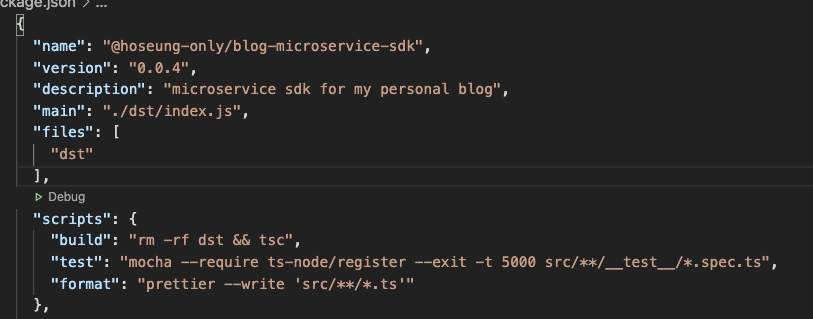 ckage.json > ...
{
"name": "@hoseung-only/blog-microservice-sdk",
"version": "0.0.4",
"description": "microservice sdk for my personal blog",
"main": "./dst/index.js",
"files": [
"dst"
],
Debug
"scripts": {
"build": "rm -rf dst && tsc",
"test": "mocha --require ts-node/register --exit -t 5000 src/**/__test__/*.spec.ts",
"format": "prettier --write 'src/**/*.ts'"
},